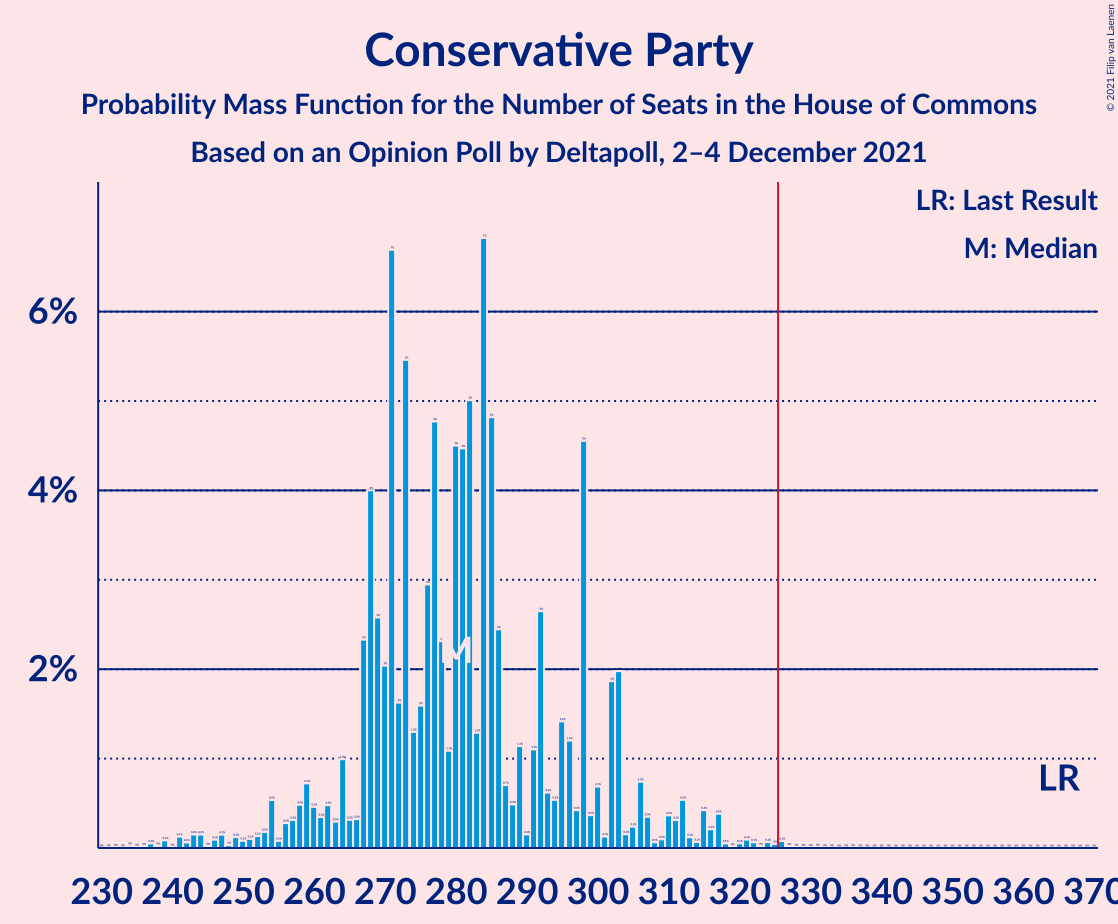 Conservative Party
Probability Mass Function for the Number of Seats in the House of Commons
Based on an Opinion Poll by Deltapoll, 2–4 December 2021
© 2021 Filip van Laenen
LR: Last Result
M: Median
6%
4%
2%
M
LR
230 240 250 260 270 280 290 300 310 320 330 340 350 360 370